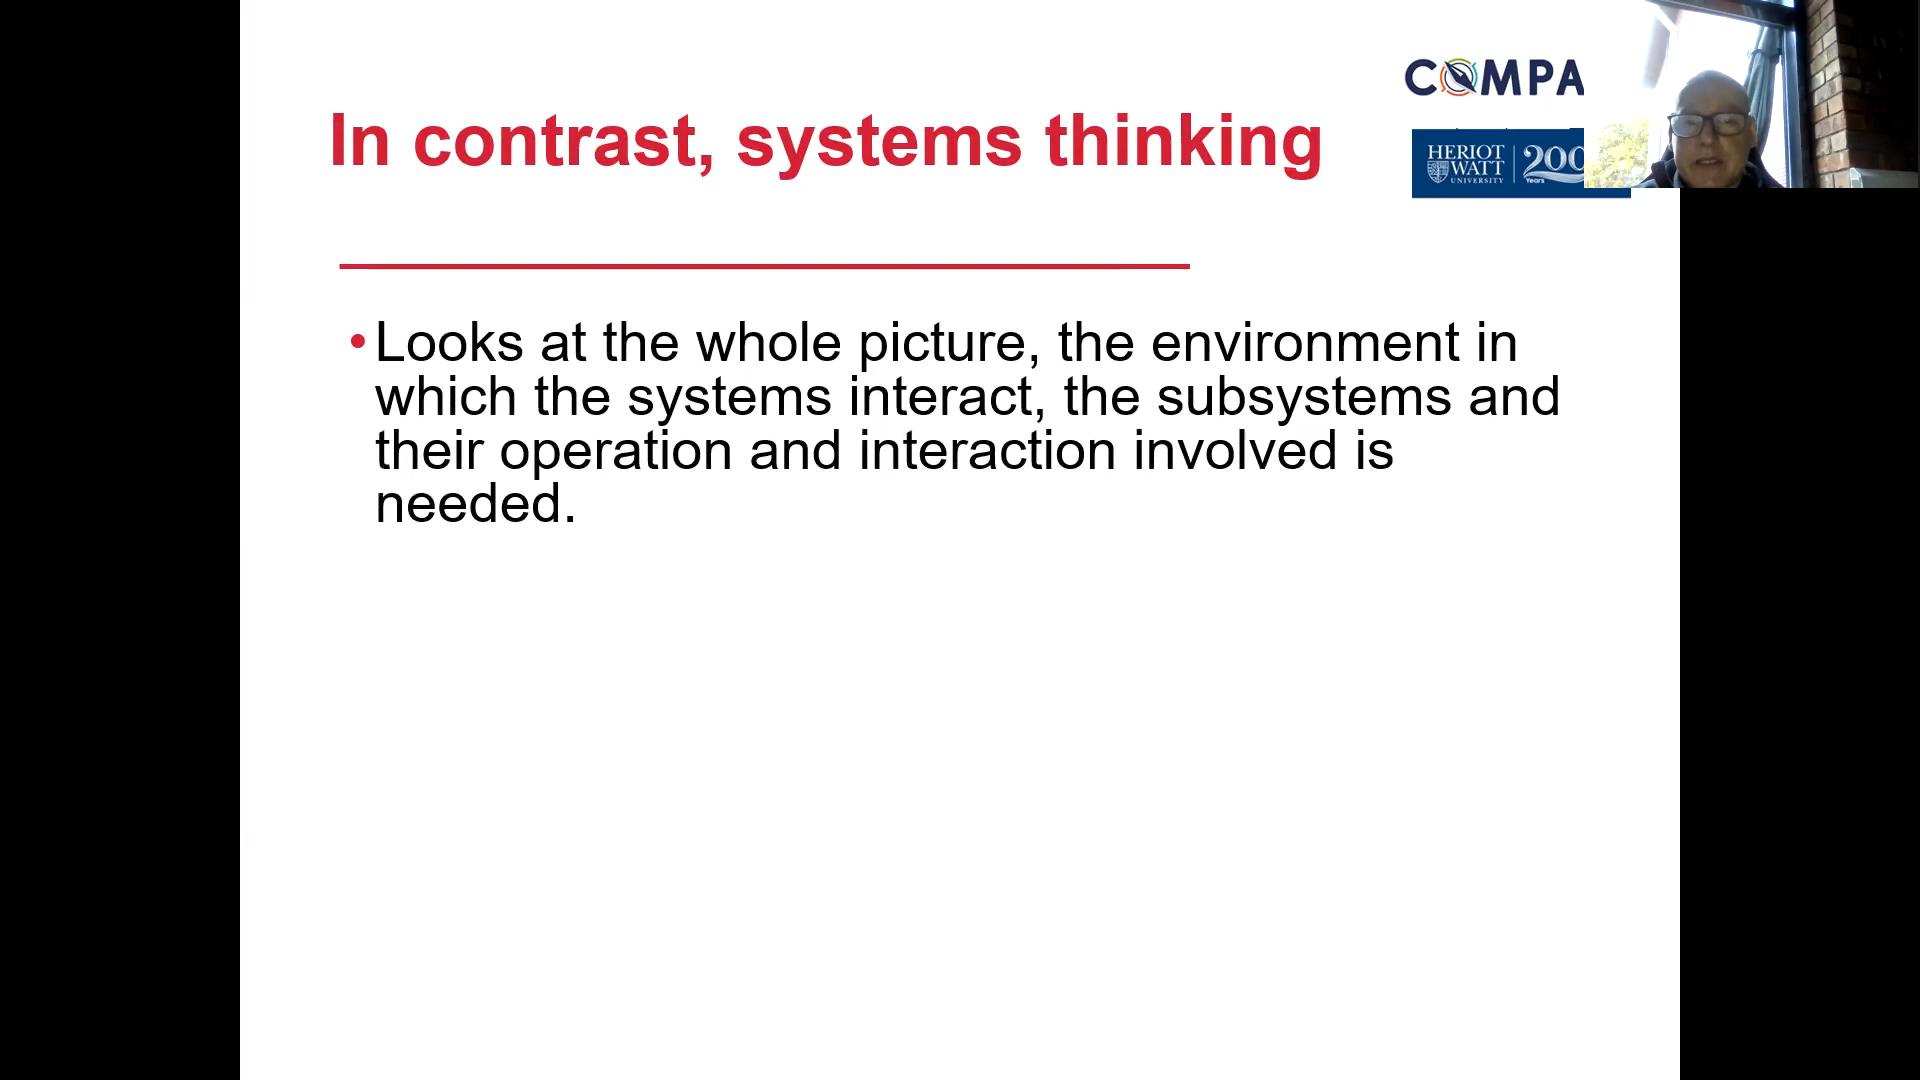 In contrast, systems thinking
COMPA
HERIOT
WATT
UNIVERSITY
200
Years
• Looks at the whole picture, the environment in
which the systems interact, the subsystems and
their operation and interaction involved is
needed.